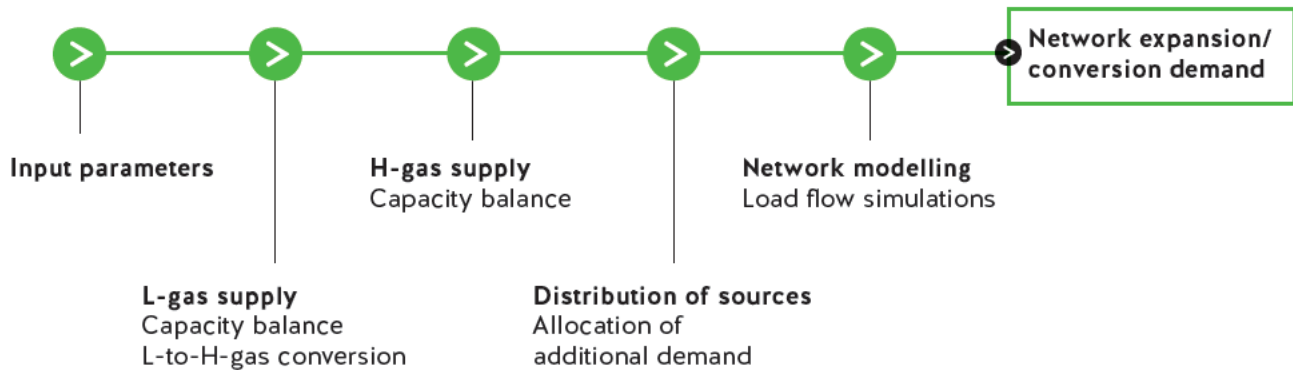 Network expansion/
conversion demand
Input parameters
H-gas supply
Capacity balance
Network modelling
Load flow simulations
L-gas supply
Capacity balance
L-to-H-gas conversion
Distribution of sources
Allocation of
additional demand